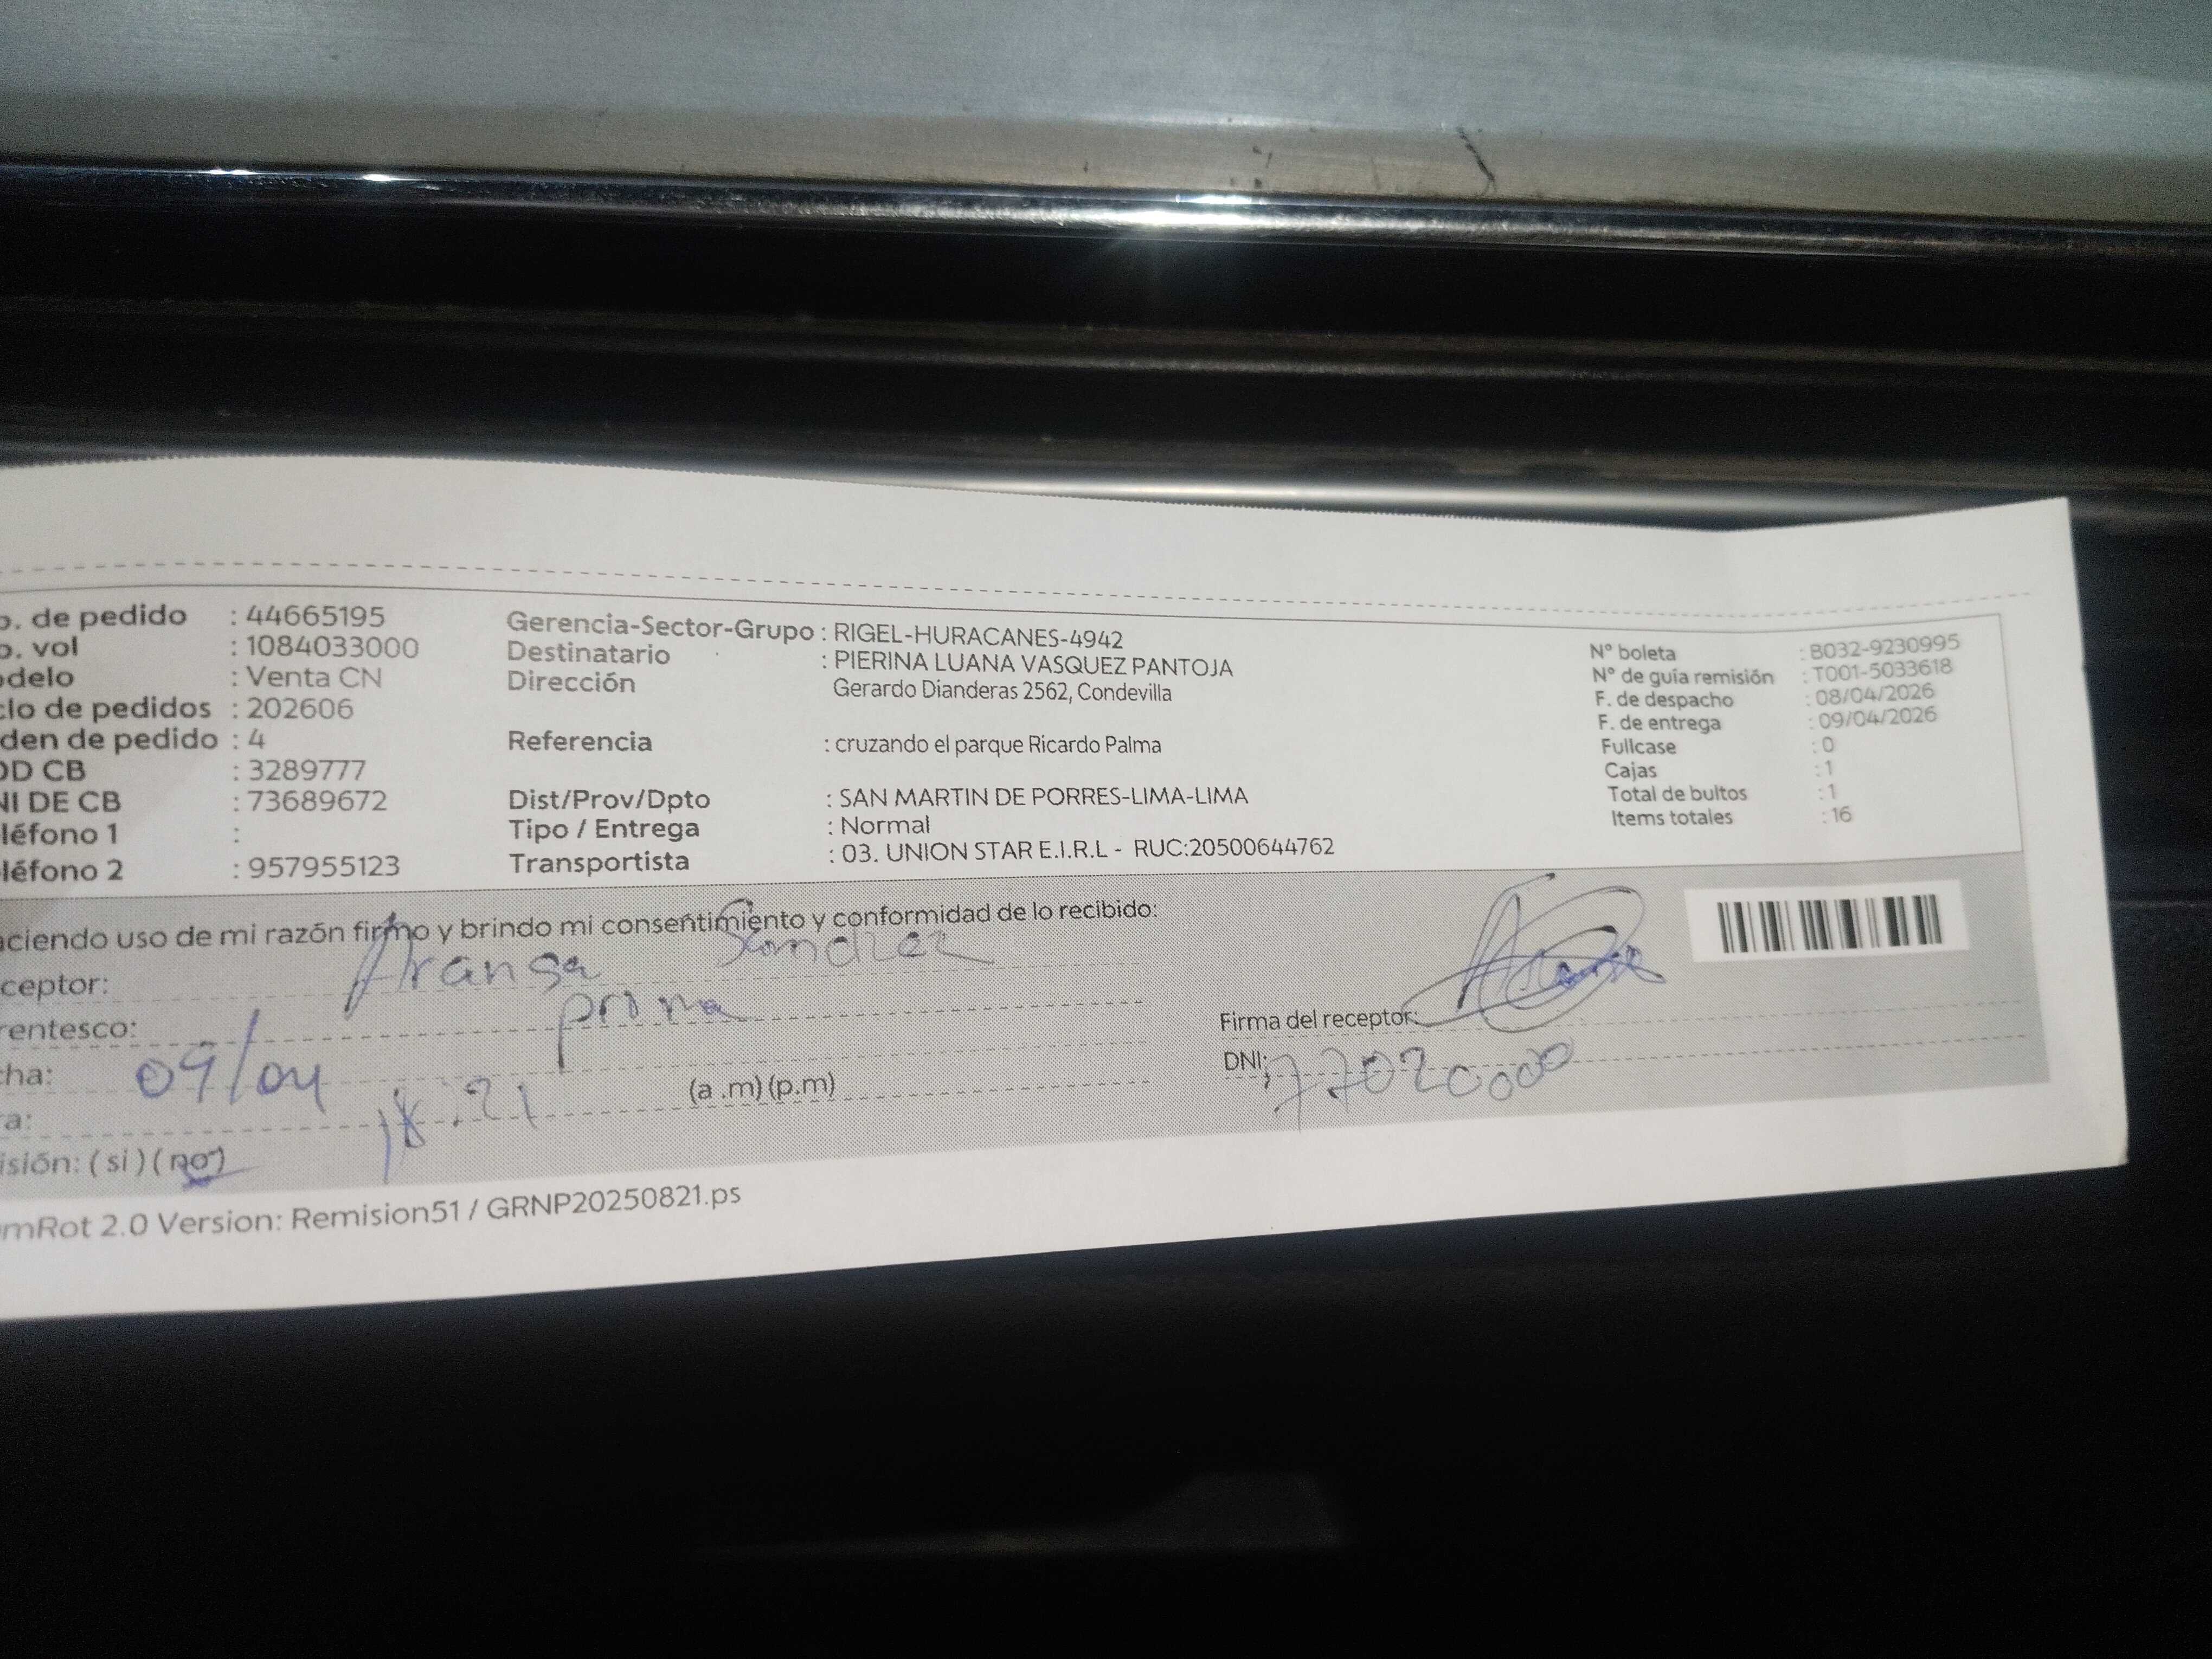 o. de pedido : 44665195
o. vol : 1084033000
odelo : Venta CN
clo de pedidos : 202606
den de pedido : 4
OD CB : 3289777
NI DE CB : 73689672
léfono 1 :
léfono 2 : 957955123
Gerencia-Sector-Grupo : RIGEL-HURACANES-4942
Destinatario : PIERINA LUANA VASQUEZ PANTOJA
Dirección Gerardo Dianderas 2562, Condevilla
Referencia : cruzando el parque Ricardo Palma
Dist/Prov/Dpto : SAN MARTIN DE PORRES-LIMA-LIMA
Tipo / Entrega : Normal
Transportista : 03. UNION STAR E.I.R.L - RUC:20500644762
N° boleta : B032-9230995
N° de guía remisión : T001-5033618
F. de despacho : 08/04/2026
F. de entrega : 09/04/2026
Fullcase : 0
Cajas : 1
Total de bultos : 1
Items totales : 16
aciendo uso de mi razón firmo y brindo mi consentimiento y conformidad de lo recibido:
ceptor: Aransa Sanchez
rentesco: prima
cha: 09/04
ra: 18:21 (a .m) (p.m)
isión: ( si ) ( no )
Firma del receptor:
DNI: 77020000
mRot 2.0 Version: Remision51 / GRNP20250821.ps